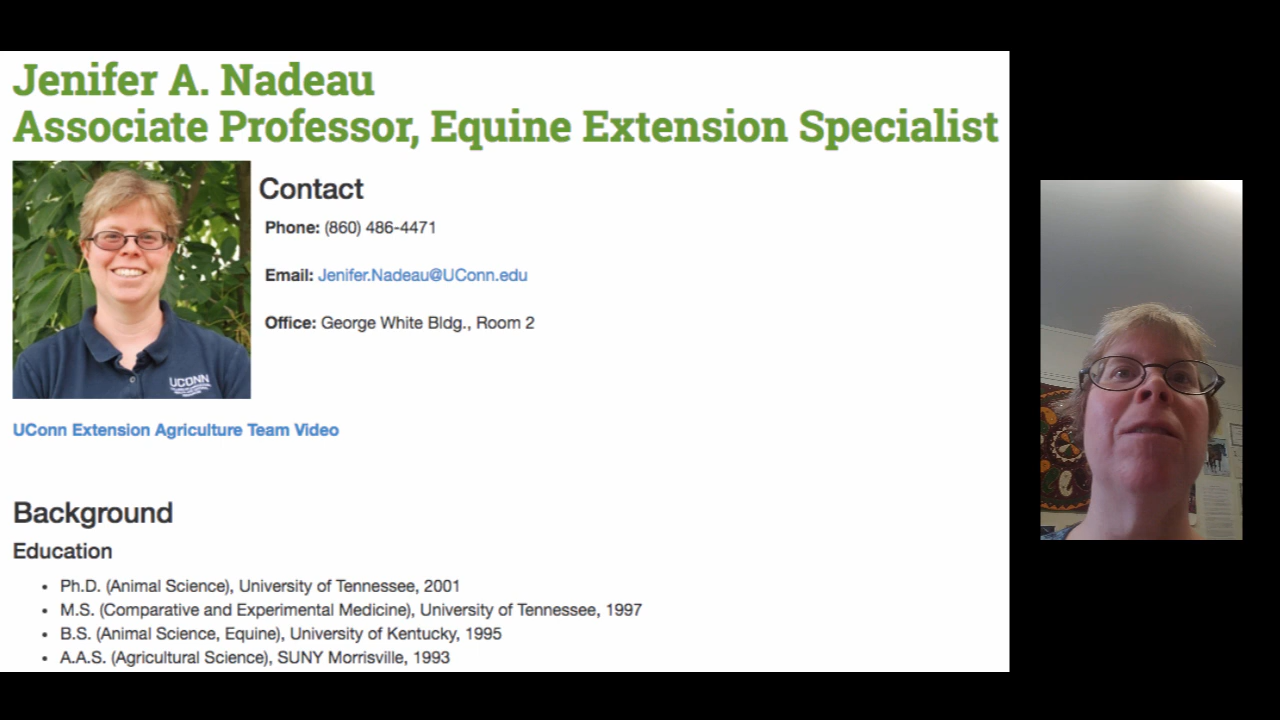 Jenifer A. Nadeau
Associate Professor, Equine Extension Specialist
Contact
Phone: (860) 486-4471
Email: Jenifer.Nadeau@UConn.edu
Office: George White Bldg., Room 2
UCONN
UConn Extension Agriculture Team Video
Background
Education
• Ph.D. (Animal Science), University of Tennessee, 2001
• M.S. (Comparative and Experimental Medicine), University of Tennessee, 1997
• B.S. (Animal Science, Equine), University of Kentucky, 1995
• A.A.S. (Agricultural Science), SUNY Morrisville, 1993